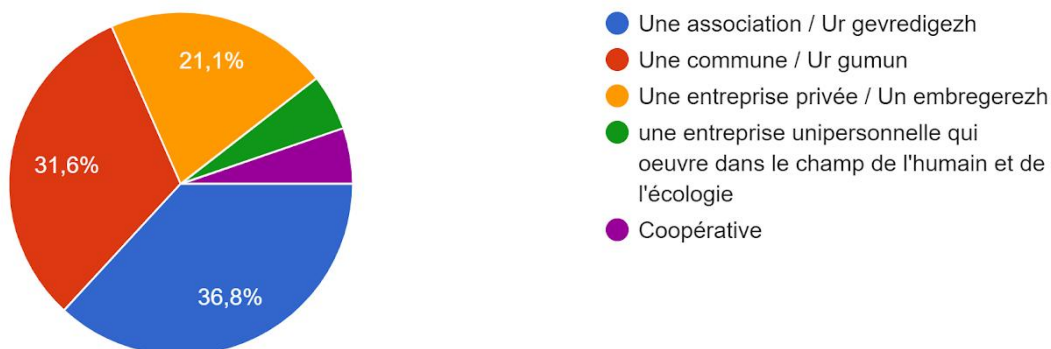 21,1%
31,6%
36,8%
Une association / Ur gevredigezh
Une commune / Ur gumun
Une entreprise privée / Un embregerezh
une entreprise unipersonnelle qui
oeuvre dans le champ de l'humain et de
l'écologie
Coopérative